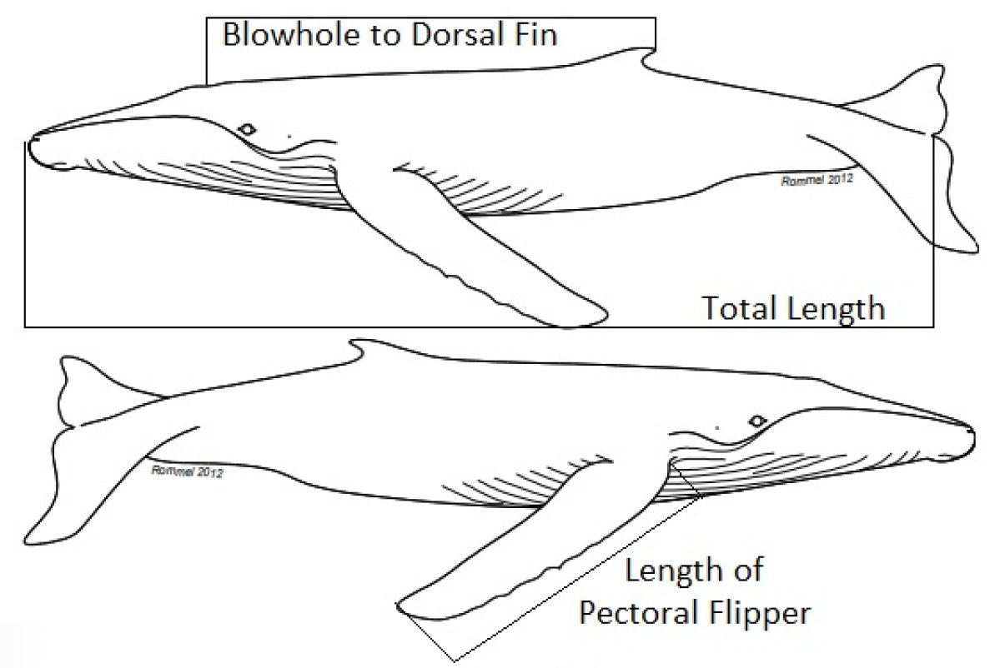 Blowhole to Dorsal Fin
Rommel 2012
Total Length
Rommel 2012
Length of
Pectoral Flipper